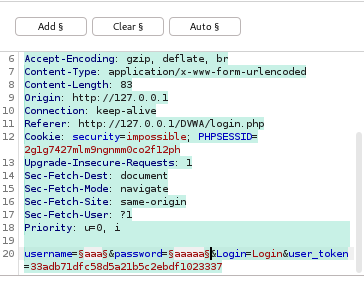 Add § Clear § Auto §
6 Accept-Encoding: gzip, deflate, br
7 Content-Type: application/x-www-form-urlencoded
8 Content-Length: 83
9 Origin: http://127.0.0.1
10 Connection: keep-alive
11 Referer: http://127.0.0.1/DVWA/login.php
12 Cookie: security=impossible; PHPSESSID=
2g1g7427mlm9ngnmm0co2f12ph
13 Upgrade-Insecure-Requests: 1
14 Sec-Fetch-Dest: document
15 Sec-Fetch-Mode: navigate
16 Sec-Fetch-Site: same-origin
17 Sec-Fetch-User: ?1
18 Priority: u=0, i
19
20 username=§aaa§&password=§aaaaa§&Login=Login&user_token
=33adb71dfc58d5a21b5c2ebdf1023337